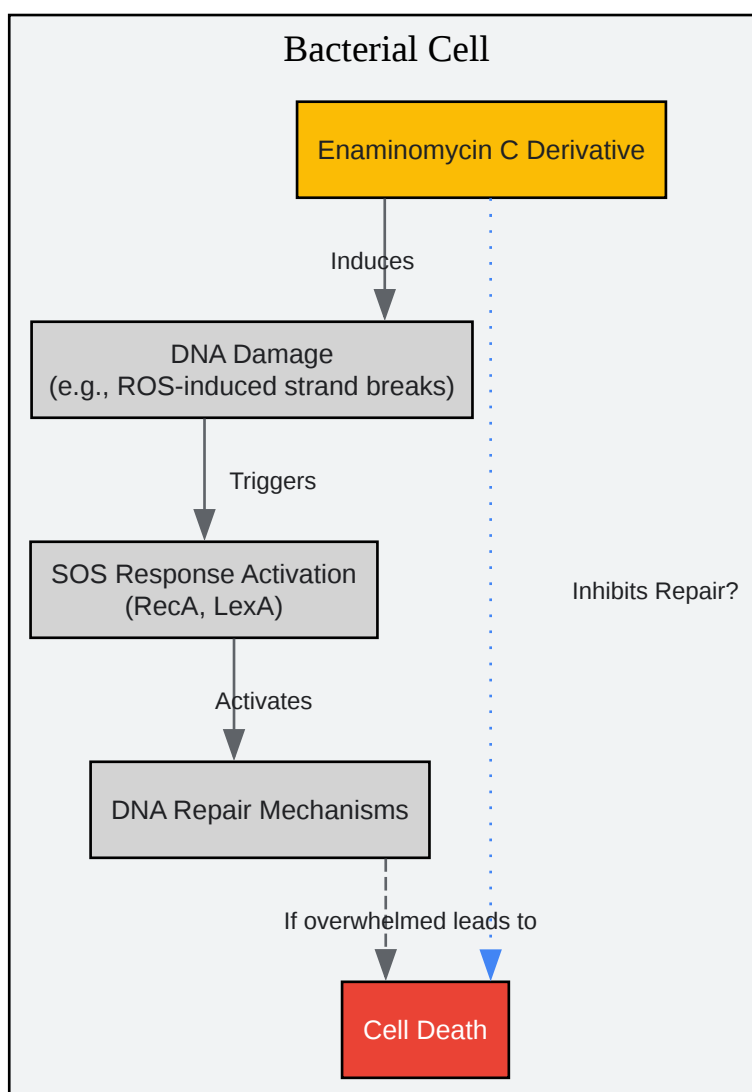 Bacterial Cell
Enaminomycin C Derivative
Induces
DNA Damage
(e.g., ROS-induced strand breaks)
Triggers
SOS Response Activation
(RecA, LexA)
Inhibits Repair?
Activates
DNA Repair Mechanisms
If overwhelmed leads to
Cell Death